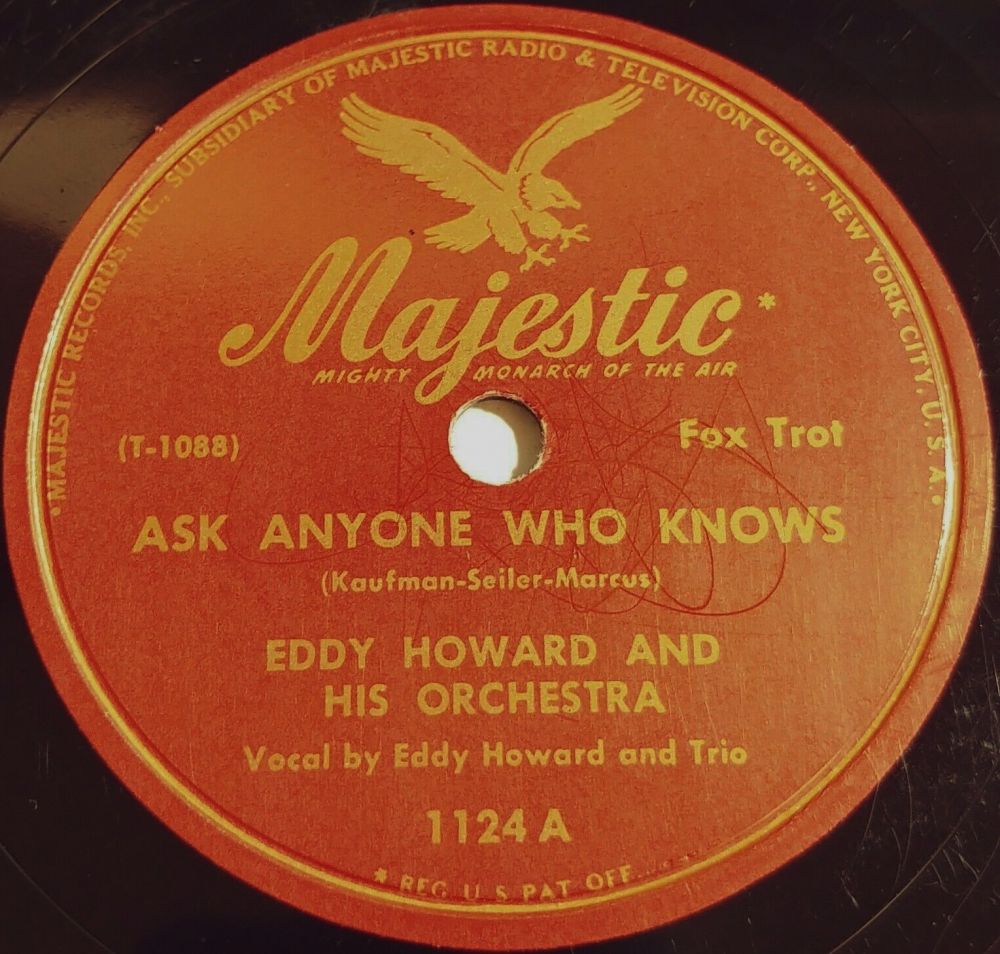 *MAJESTIC RECORDS, INC., SUBSIDIARY OF MAJESTIC RADIO & TELEVISION CORP., NEW YORK CITY, U. S. A.*
Majestic*
MIGHTY MONARCH OF THE AIR
(T-1088)
Fox Trot
ASK ANYONE WHO KNOWS
(Kaufman-Seiler-Marcus)
EDDY HOWARD AND
HIS ORCHESTRA
Vocal by Eddy Howard and Trio
1124 A
* REG. U. S. PAT. OFF.